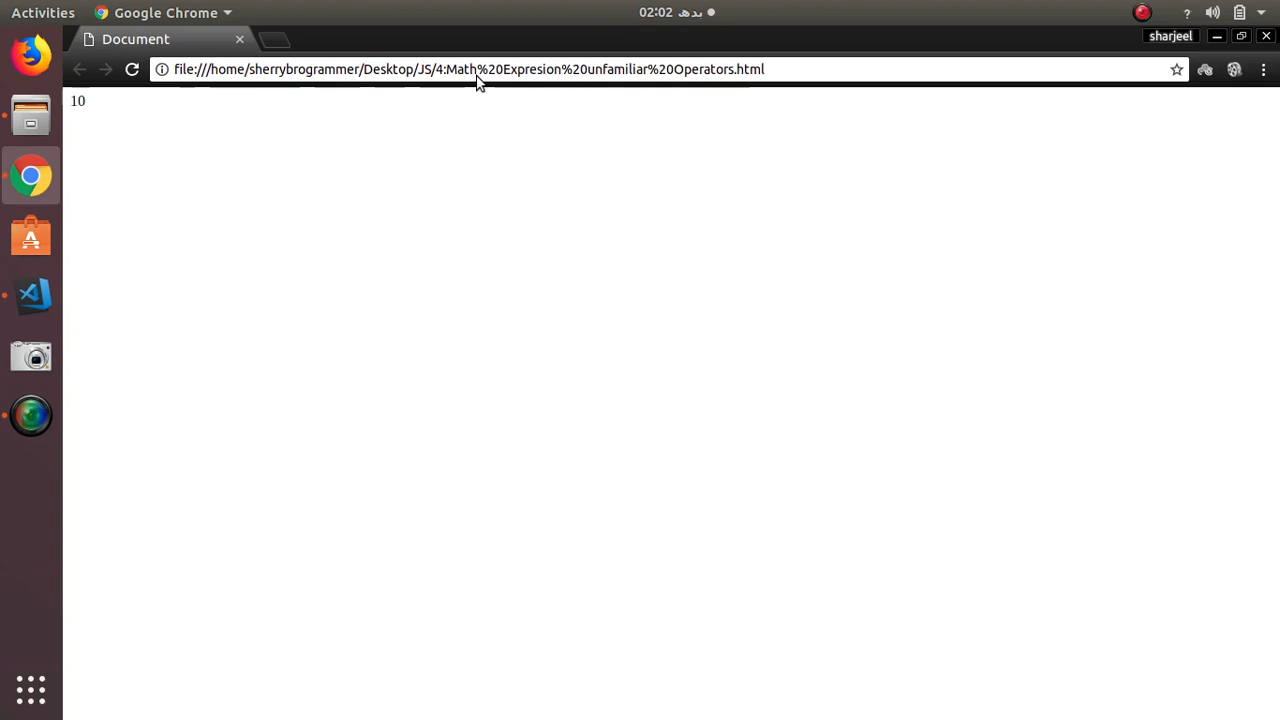 Activities
Google Chrome
بدھ 02:02
Document
sharjeel
file:///home/sherrybrogrammer/Desktop/JS/4:Math%20Expresion%20unfamiliar%20Operators.html
10